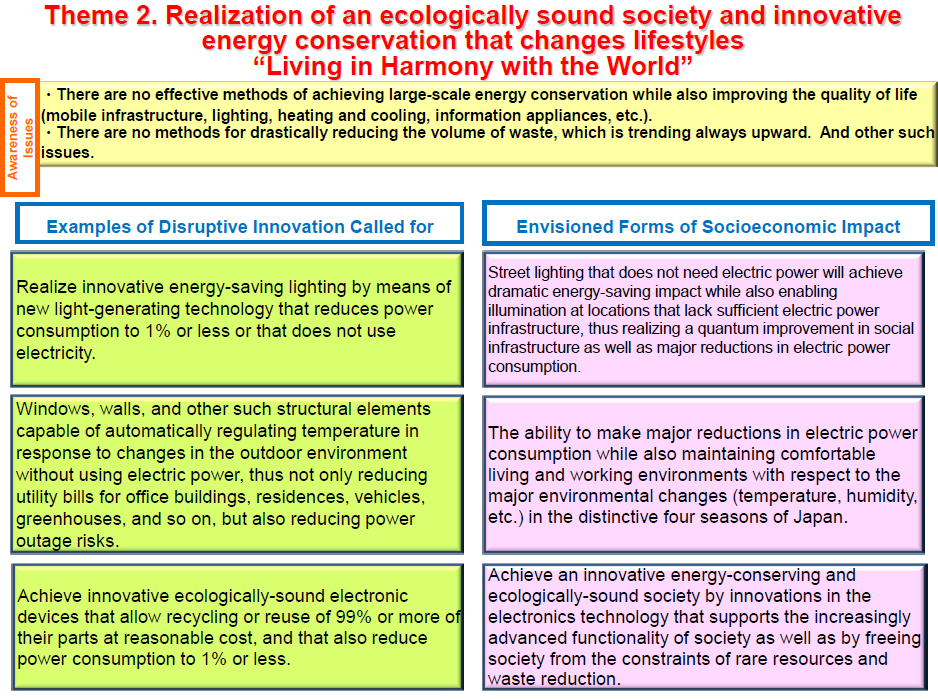 Theme 2. Realization of an ecologically sound society and innovative
energy conservation that changes lifestyles
“Living in Harmony with the World”
Awareness of
Issues
・There are no effective methods of achieving large-scale energy conservation while also improving the quality of life
(mobile infrastructure, lighting, heating and cooling, information appliances, etc.).
・There are no methods for drastically reducing the volume of waste, which is trending always upward.  And other such
issues.
Examples of Disruptive Innovation Called for
Envisioned Forms of Socioeconomic Impact
Realize innovative energy-saving lighting by means of
new light-generating technology that reduces power
consumption to 1% or less or that does not use
electricity.
Street lighting that does not need electric power will achieve
dramatic energy-saving impact while also enabling
illumination at locations that lack sufficient electric power
infrastructure, thus realizing a quantum improvement in social
infrastructure as well as major reductions in electric power
consumption.
Windows, walls, and other such structural elements
capable of automatically regulating temperature in
response to changes in the outdoor environment
without using electric power, thus not only reducing
utility bills for office buildings, residences, vehicles,
greenhouses, and so on, but also reducing power
outage risks.
The ability to make major reductions in electric power
consumption while also maintaining comfortable
living and working environments with respect to the
major environmental changes (temperature, humidity,
etc.) in the distinctive four seasons of Japan.
Achieve innovative ecologically-sound electronic
devices that allow recycling or reuse of 99% or more of
their parts at reasonable cost, and that also reduce
power consumption to 1% or less.
Achieve an innovative energy-conserving and
ecologically-sound society by innovations in the
electronics technology that supports the increasingly
advanced functionality of society as well as by freeing
society from the constraints of rare resources and
waste reduction.